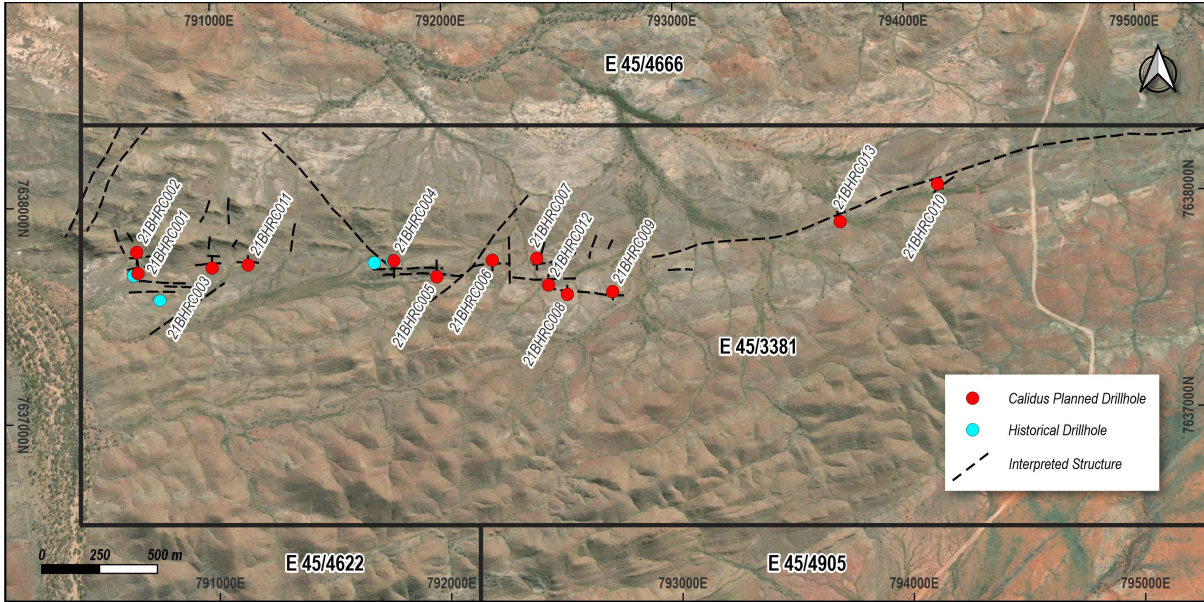 791000E
792000E
793000E
794000E
795000E
E 45/4666
7638000N
7638000N
21BHRC002
21BHRC001
21BHRC003
21BHRC011
21BHRC004
21BHRC005
21BHRC006
21BHRC007
21BHRC012
21BHRC008
21BHRC009
21BHRC013
21BHRC010
E 45/3381
7637000N
7637000N
Calidus Planned Drillhole
Historical Drillhole
Interpreted Structure
0 250 500 m
E 45/4622
E 45/4905
791000E
792000E
793000E
794000E
795000E